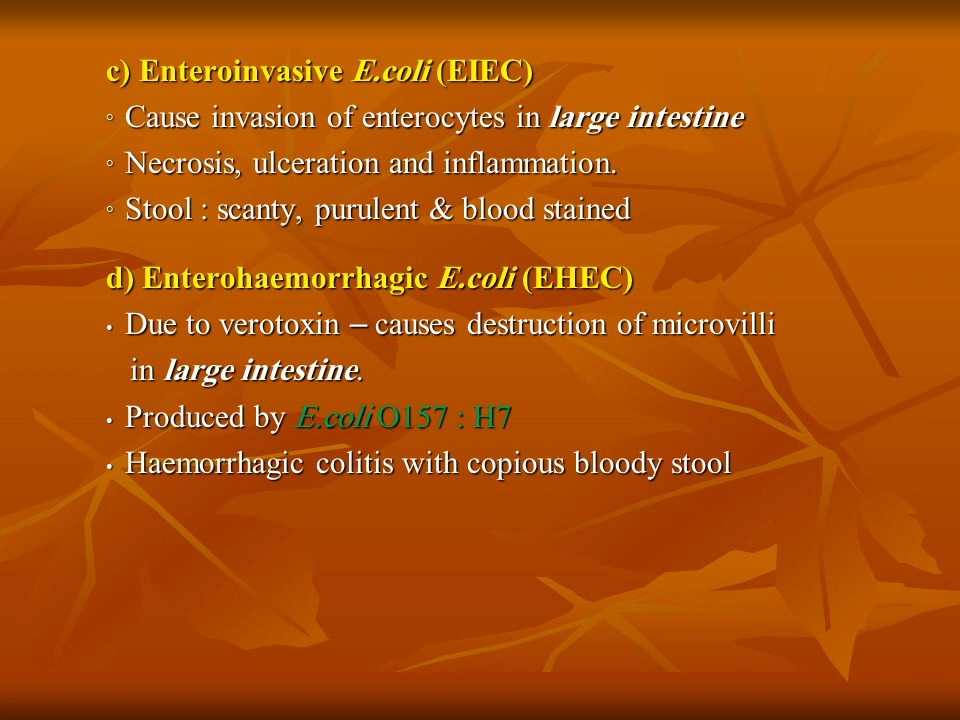 c) Enteroinvasive E.coli (EIEC)
◦ Cause invasion of enterocytes in large intestine
◦ Necrosis, ulceration and inflammation.
◦ Stool : scanty, purulent & blood stained
d) Enterohaemorrhagic E.coli (EHEC)
• Due to verotoxin – causes destruction of microvilli
in large intestine.
• Produced by E.coli O157 : H7
• Haemorrhagic colitis with copious bloody stool